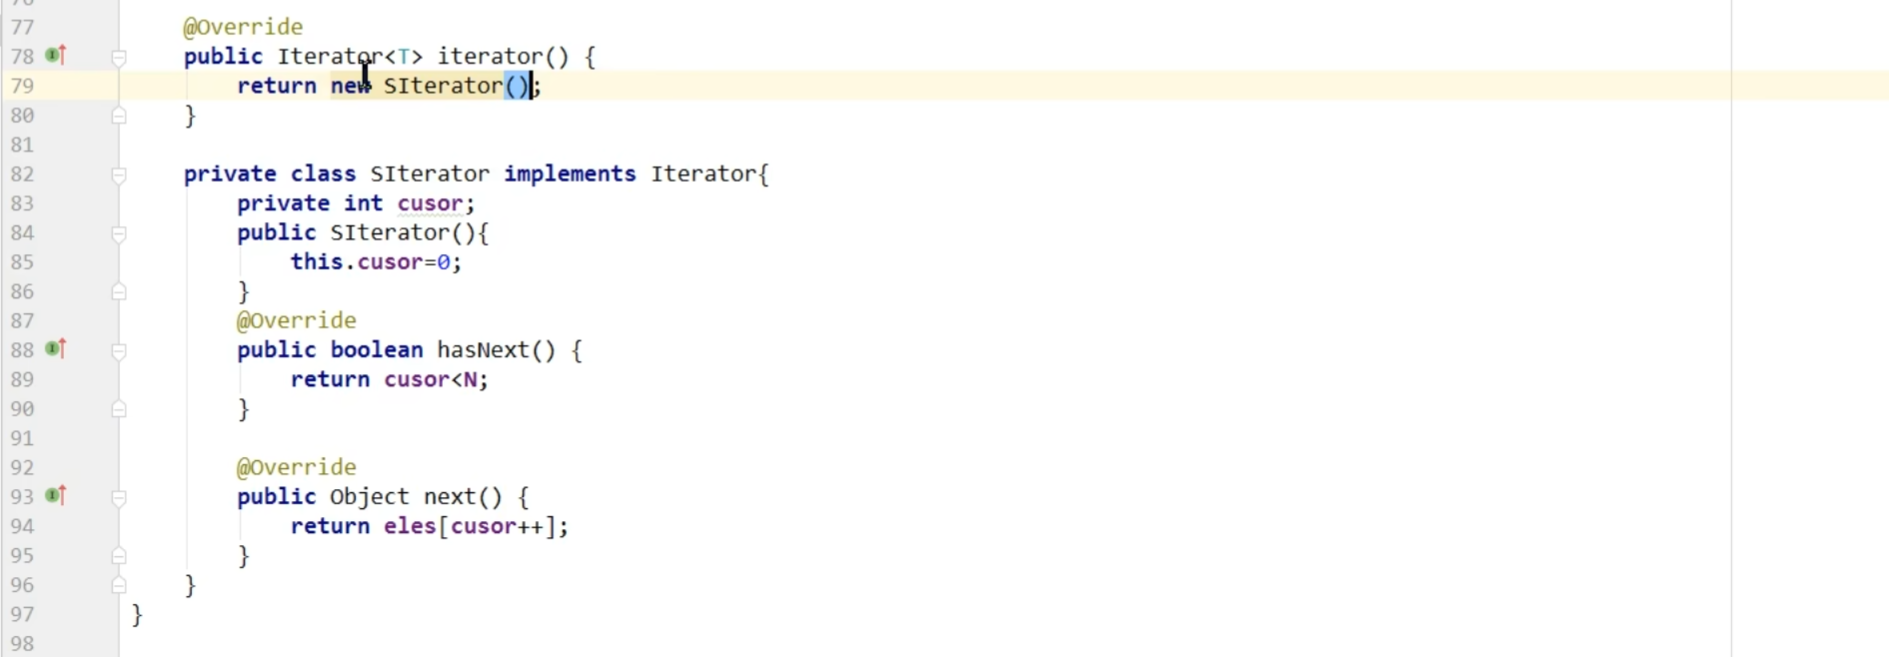 77 @Override
78 public Iterator<T> iterator() {
79 return new SIterator();
80 }
81
82 private class SIterator implements Iterator{
83 private int cusor;
84 public SIterator(){
85 this.cusor=0;
86 }
87 @Override
88 public boolean hasNext() {
89 return cusor<N;
90 }
91
92 @Override
93 public Object next() {
94 return eles[cusor++];
95 }
96 }
97 }
98